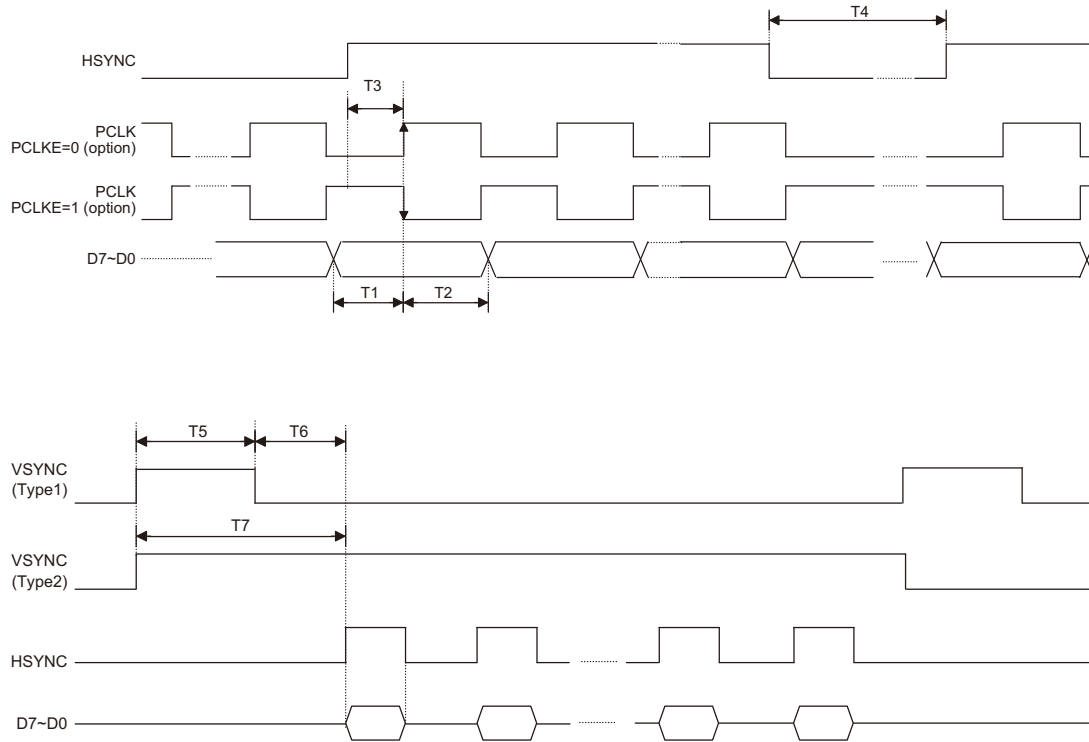 T4
HSYNC
T3
PCLK
PCLKE=0 (option)
PCLK
PCLKE=1 (option)
D7~D0
T1 T2
T5 T6
VSYNC
(Type1)
T7
VSYNC
(Type2)
HSYNC
D7~D0